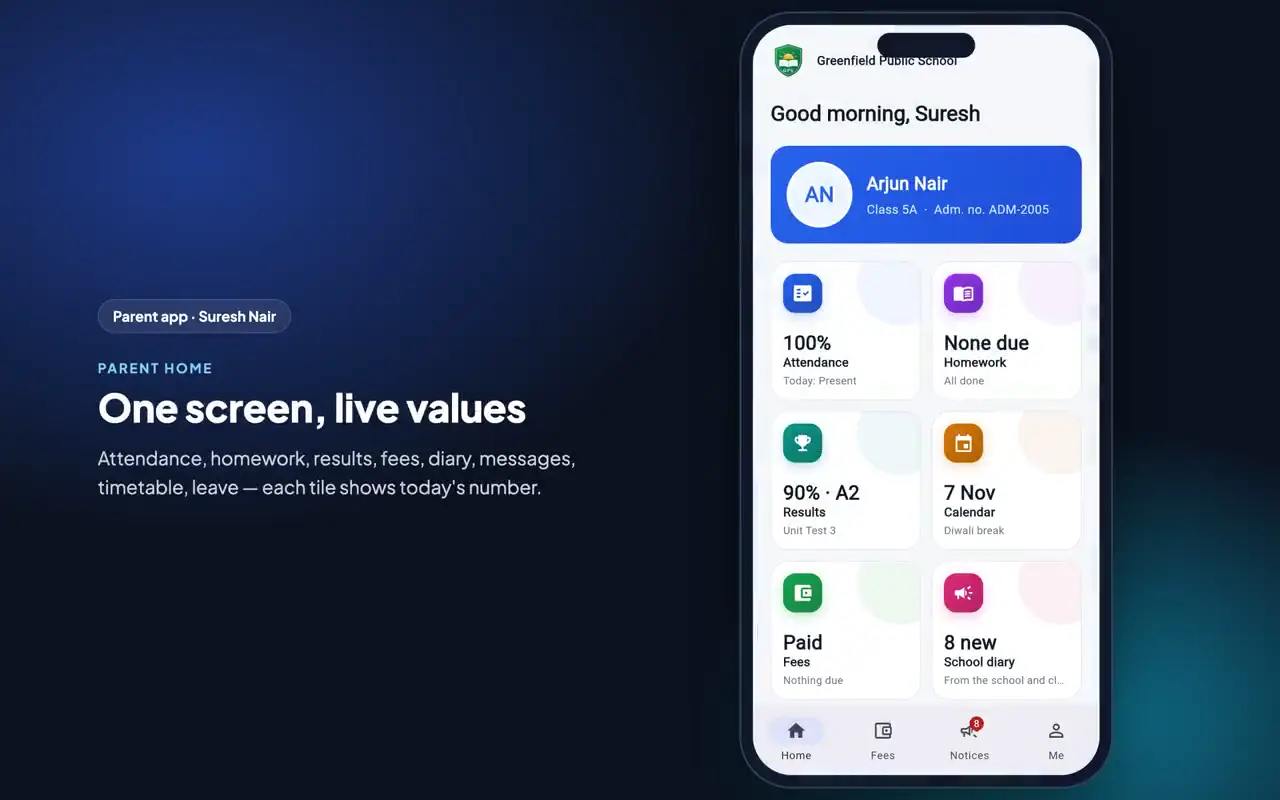 Parent app · Suresh Nair
PARENT HOME
One screen, live values
Attendance, homework, results, fees, diary, messages,
timetable, leave — each tile shows today's number.
Greenfield Public School
Good morning, Suresh
AN
Arjun Nair
Class 5A · Adm. no. ADM-2005
100%
Attendance
Today: Present
None due
Homework
All done
90% · A2
Results
Unit Test 3
7 Nov
Calendar
Diwali break
Paid
Fees
Nothing due
8 new
School diary
From the school and cl...
8
Home
Fees
Notices
Me